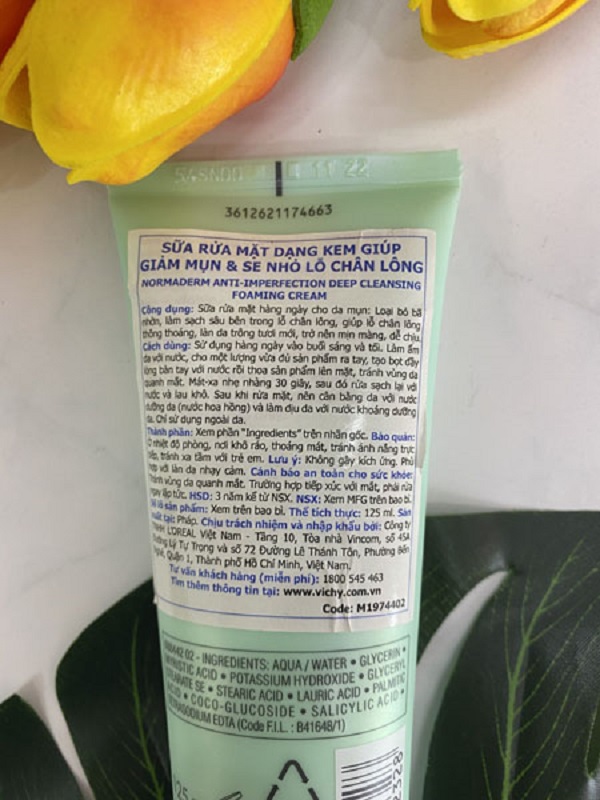 11 22
3612621174663
SỮA RỬA MẶT DẠNG KEM GIÚP
GIẢM MỤN & SE NHỎ LỖ CHÂN LÔNG
NORMADERM ANTI-IMPERFECTION DEEP CLEANSING
FOAMING CREAM
Công dụng: Sữa rửa mặt hàng ngày cho da mụn: Loại bỏ bã
nhờn, làm sạch sâu bên trong lỗ chân lông, giúp lỗ chân lông
thông thoáng, làn da trông tươi mới, trở nên mịn màng, dễ chịu.
Cách dùng: Sử dụng hàng ngày vào buổi sáng và tối. Làm ẩm
da với nước, cho một lượng vừa đủ sản phẩm ra tay, tạo bọt đầy
lòng bàn tay với nước rồi thoa sản phẩm lên mặt, tránh vùng da
quanh mắt. Mát-xa nhẹ nhàng 30 giây, sau đó rửa sạch lại với
nước và lau khô. Sau khi rửa mặt, nên cân bằng da với nước
dưỡng da (nước hoa hồng) và làm dịu da với nước khoáng dưỡng
da. Chỉ sử dụng ngoài da.
Thành phần: Xem phần "Ingredients" trên nhãn gốc. Bảo quản:
Ở nhiệt độ phòng, nơi khô ráo, thoáng mát, tránh ánh nắng trực
tiếp, tránh xa tầm với trẻ em. Lưu ý: Không gây kích ứng. Phù
hợp với làn da nhạy cảm. Cảnh báo an toàn cho sức khỏe:
Tránh vùng da quanh mắt. Trường hợp tiếp xúc với mắt, phải rửa
ngay lập tức. HSD: 3 năm kể từ NSX. NSX: Xem MFG trên bao bì.
Số lô sản phẩm: Xem trên bao bì. Thể tích thực: 125 ml. Sản
xuất tại: Pháp. Chịu trách nhiệm và nhập khẩu bởi: Công ty
TNHH L'OREAL Việt Nam - Tầng 10, Tòa nhà Vincom, số 45A
Đường Lý Tự Trọng và số 72 Đường Lê Thánh Tôn, Phường Bến
Nghé, Quận 1, Thành phố Hồ Chí Minh, Việt Nam.
Tư vấn khách hàng (miễn phí): 1800 545 463
Tìm thêm thông tin tại: www.vichy.com.vn
Code: M1974402
02 - INGREDIENTS: AQUA / WATER • GLYCERIN •
MYRISTIC ACID • POTASSIUM HYDROXIDE • GLYCERYL
STEARATE SE • STEARIC ACID • LAURIC ACID • PALMITIC
ACID • COCO-GLUCOSIDE • SALICYLIC ACID •
TETRASODIUM EDTA (Code F.I.L.: B41648/1)